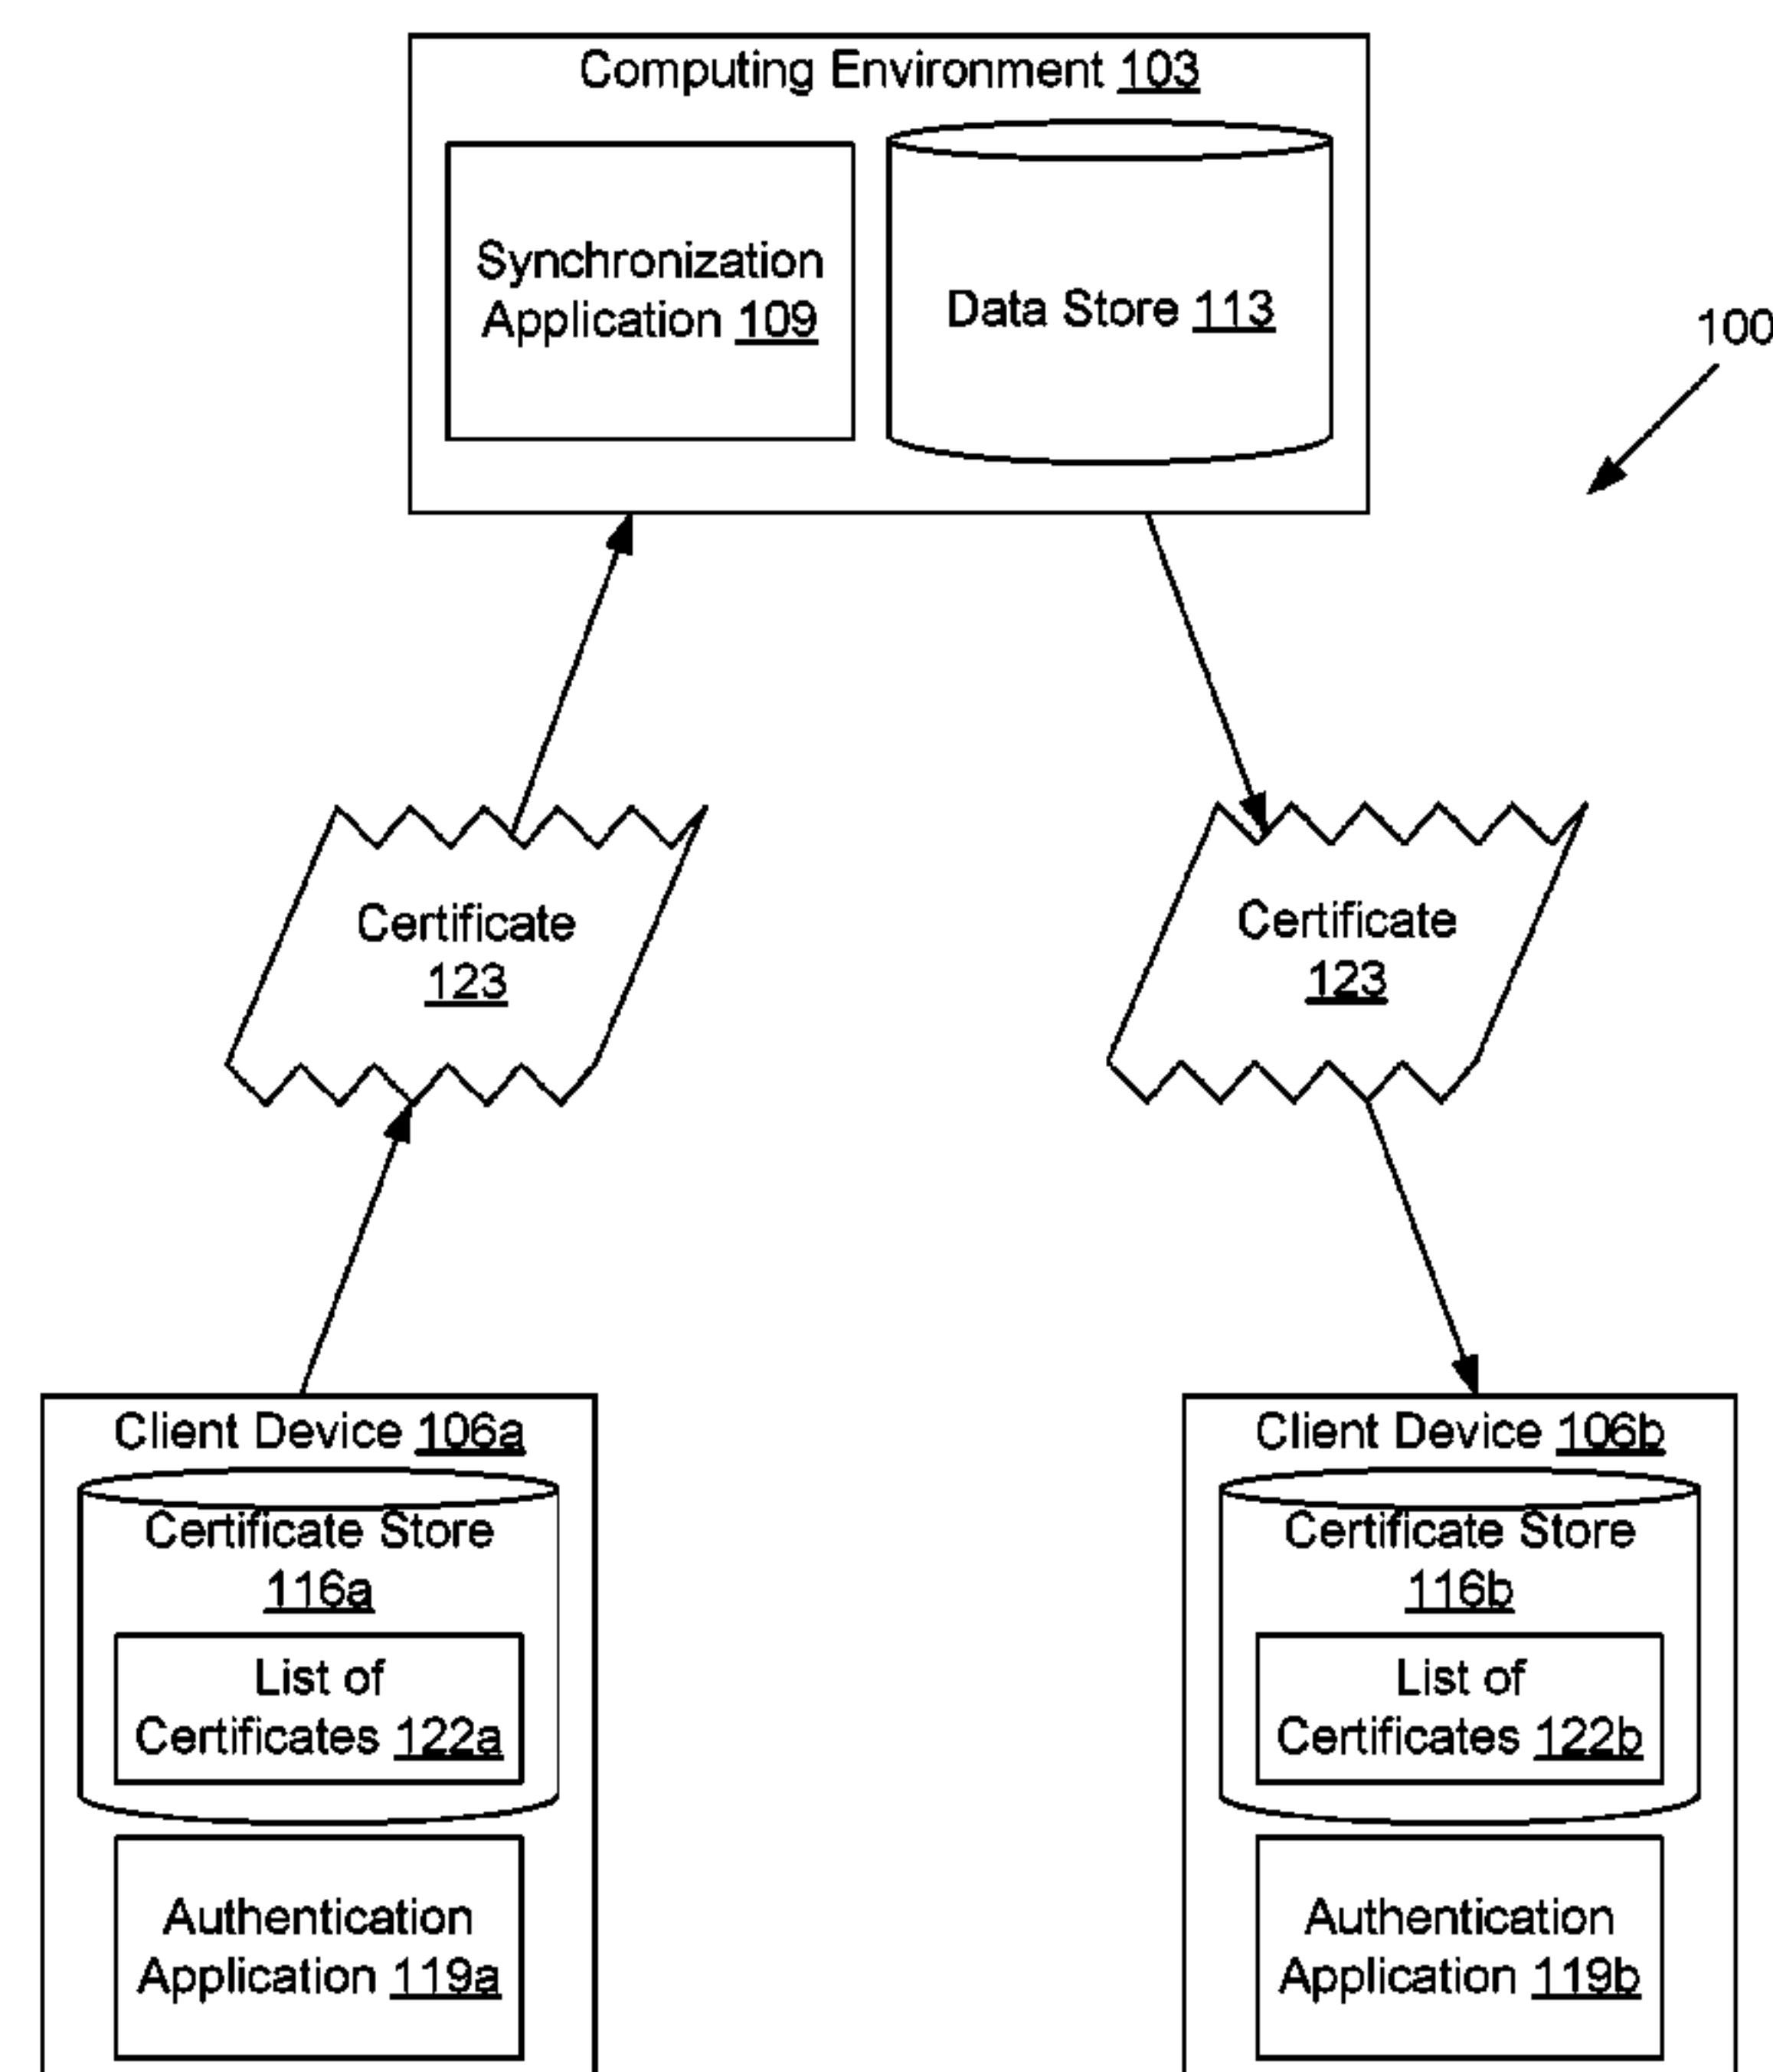 Computing Environment 103
Synchronization
Application 109
Data Store 113
100
Certificate
123
Certificate
123
Client Device 106a
Certificate Store
116a
List of
Certificates 122a
Authentication
Application 119a
Client Device 106b
Certificate Store
116b
List of
Certificates 122b
Authentication
Application 119b